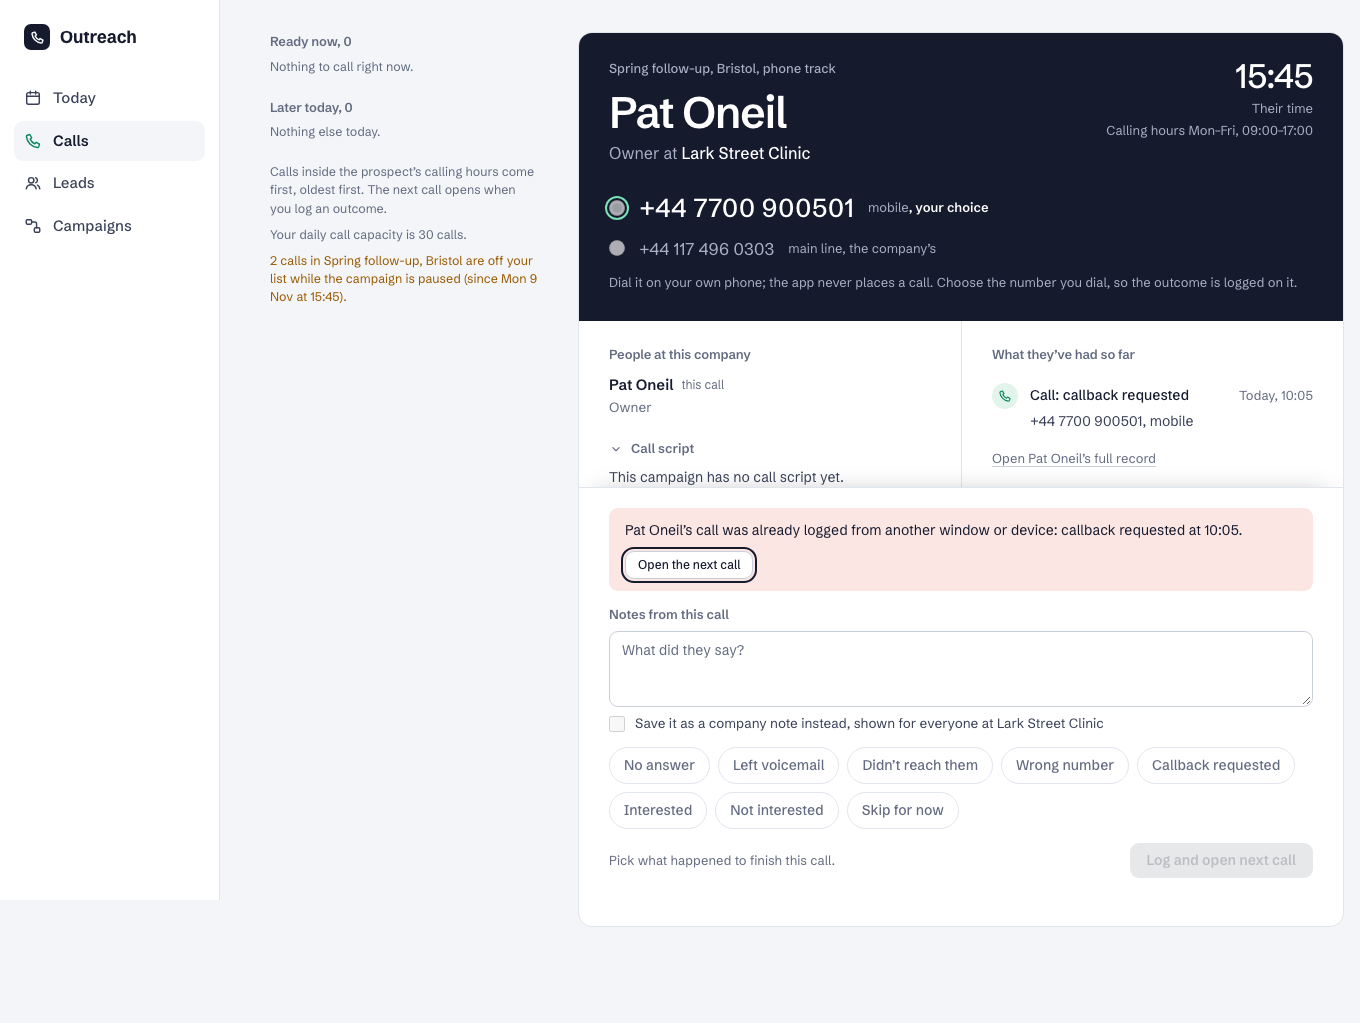 Outreach
Today
Calls
Leads
Campaigns
Ready now, 0
Nothing to call right now.
Later today, 0
Nothing else today.
Calls inside the prospect’s calling hours come
first, oldest first. The next call opens when
you log an outcome.
Your daily call capacity is 30 calls.
2 calls in Spring follow-up, Bristol are off your
list while the campaign is paused (since Mon 9
Nov at 15:45).
Spring follow-up, Bristol, phone track
Pat Oneil
Owner at Lark Street Clinic
15:45
Their time
Calling hours Mon–Fri, 09:00–17:00
+44 7700 900501 mobile, your choice
+44 117 496 0303 main line, the company’s
Dial it on your own phone; the app never places a call. Choose the number you dial, so the outcome is logged on it.
People at this company
Pat Oneil this call
Owner
Call script
This campaign has no call script yet.
What they’ve had so far
Call: callback requested Today, 10:05
+44 7700 900501, mobile
Open Pat Oneil’s full record
Pat Oneil’s call was already logged from another window or device: callback requested at 10:05.
Open the next call
Notes from this call
What did they say?
Save it as a company note instead, shown for everyone at Lark Street Clinic
No answer Left voicemail Didn’t reach them Wrong number Callback requested
Interested Not interested Skip for now
Pick what happened to finish this call. Log and open next call